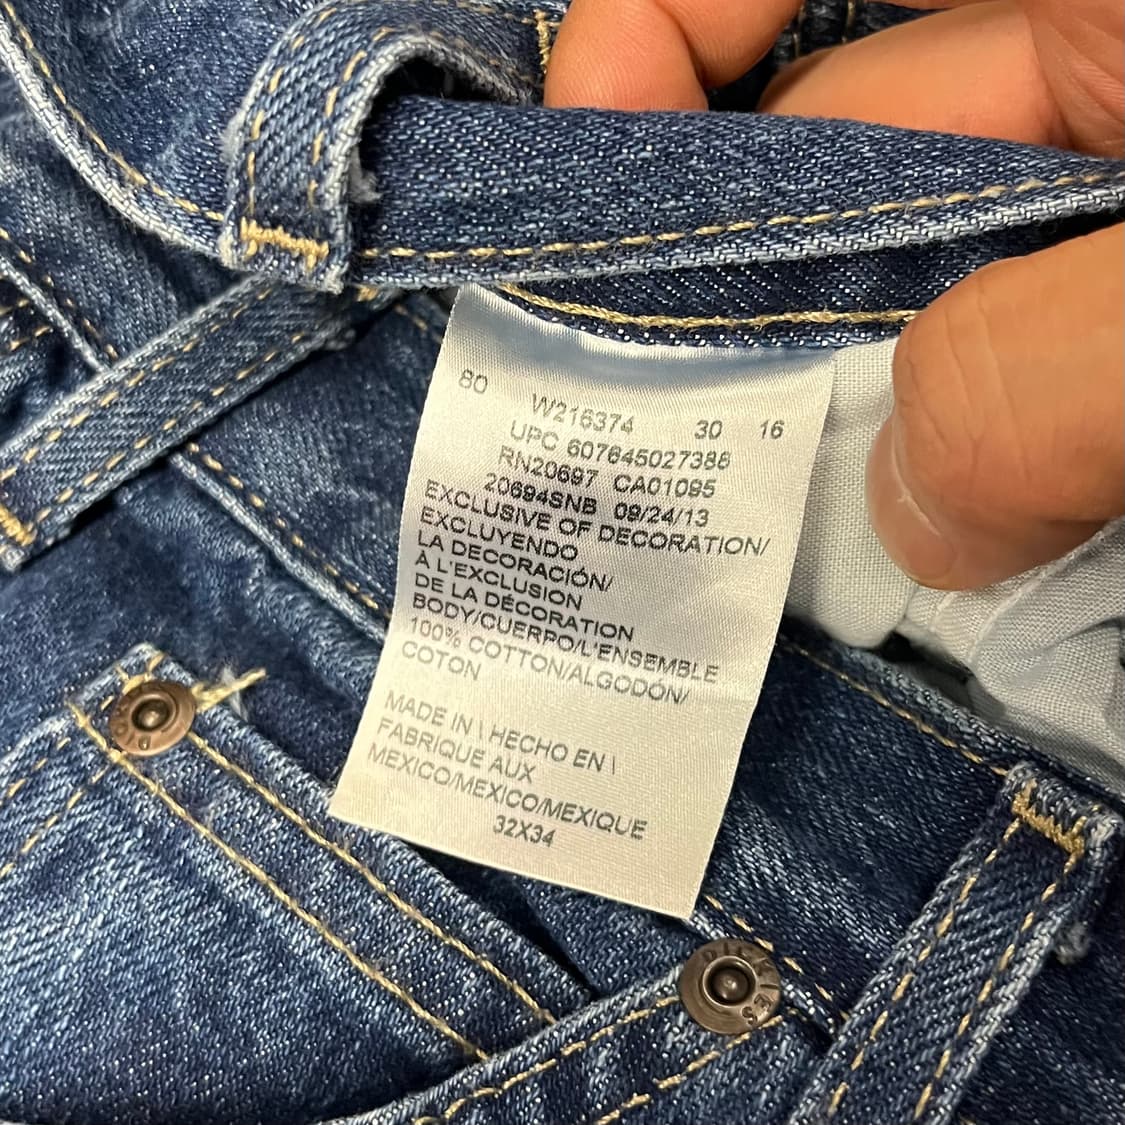 80 W216374 30 16
UPC 607645027388
RN20697 CA01095
20694SNB 09/24/13
EXCLUSIVE OF DECORATION/
EXCLUYENDO
LA DECORACIÓN/
À L'EXCLUSION
DE LA DÉCORATION
BODY/CUERPO/L'ENSEMBLE
100% COTTON/ALGODÓN/
COTON
MADE IN \ HECHO EN \
FABRIQUE AUX
MEXICO/MEXICO/MEXIQUE
32X34
DICKIES